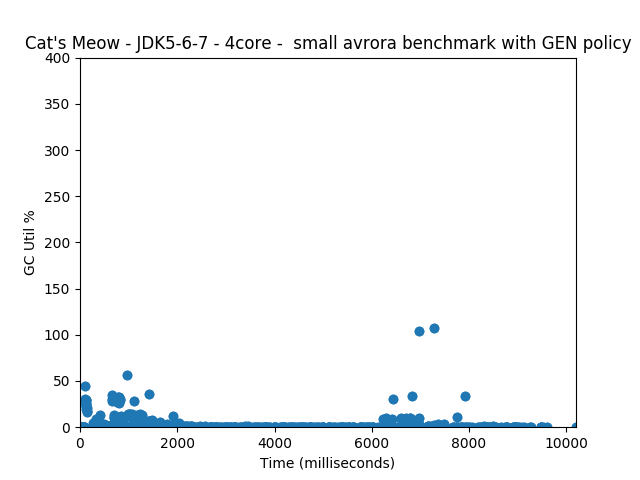 Cat's Meow - JDK5-6-7 - 4core -  small avrora benchmark with GEN policy
400
350
300
250
200
150
100
50
0
GC Util %
0 2000 4000 6000 8000 10000
Time (milliseconds)